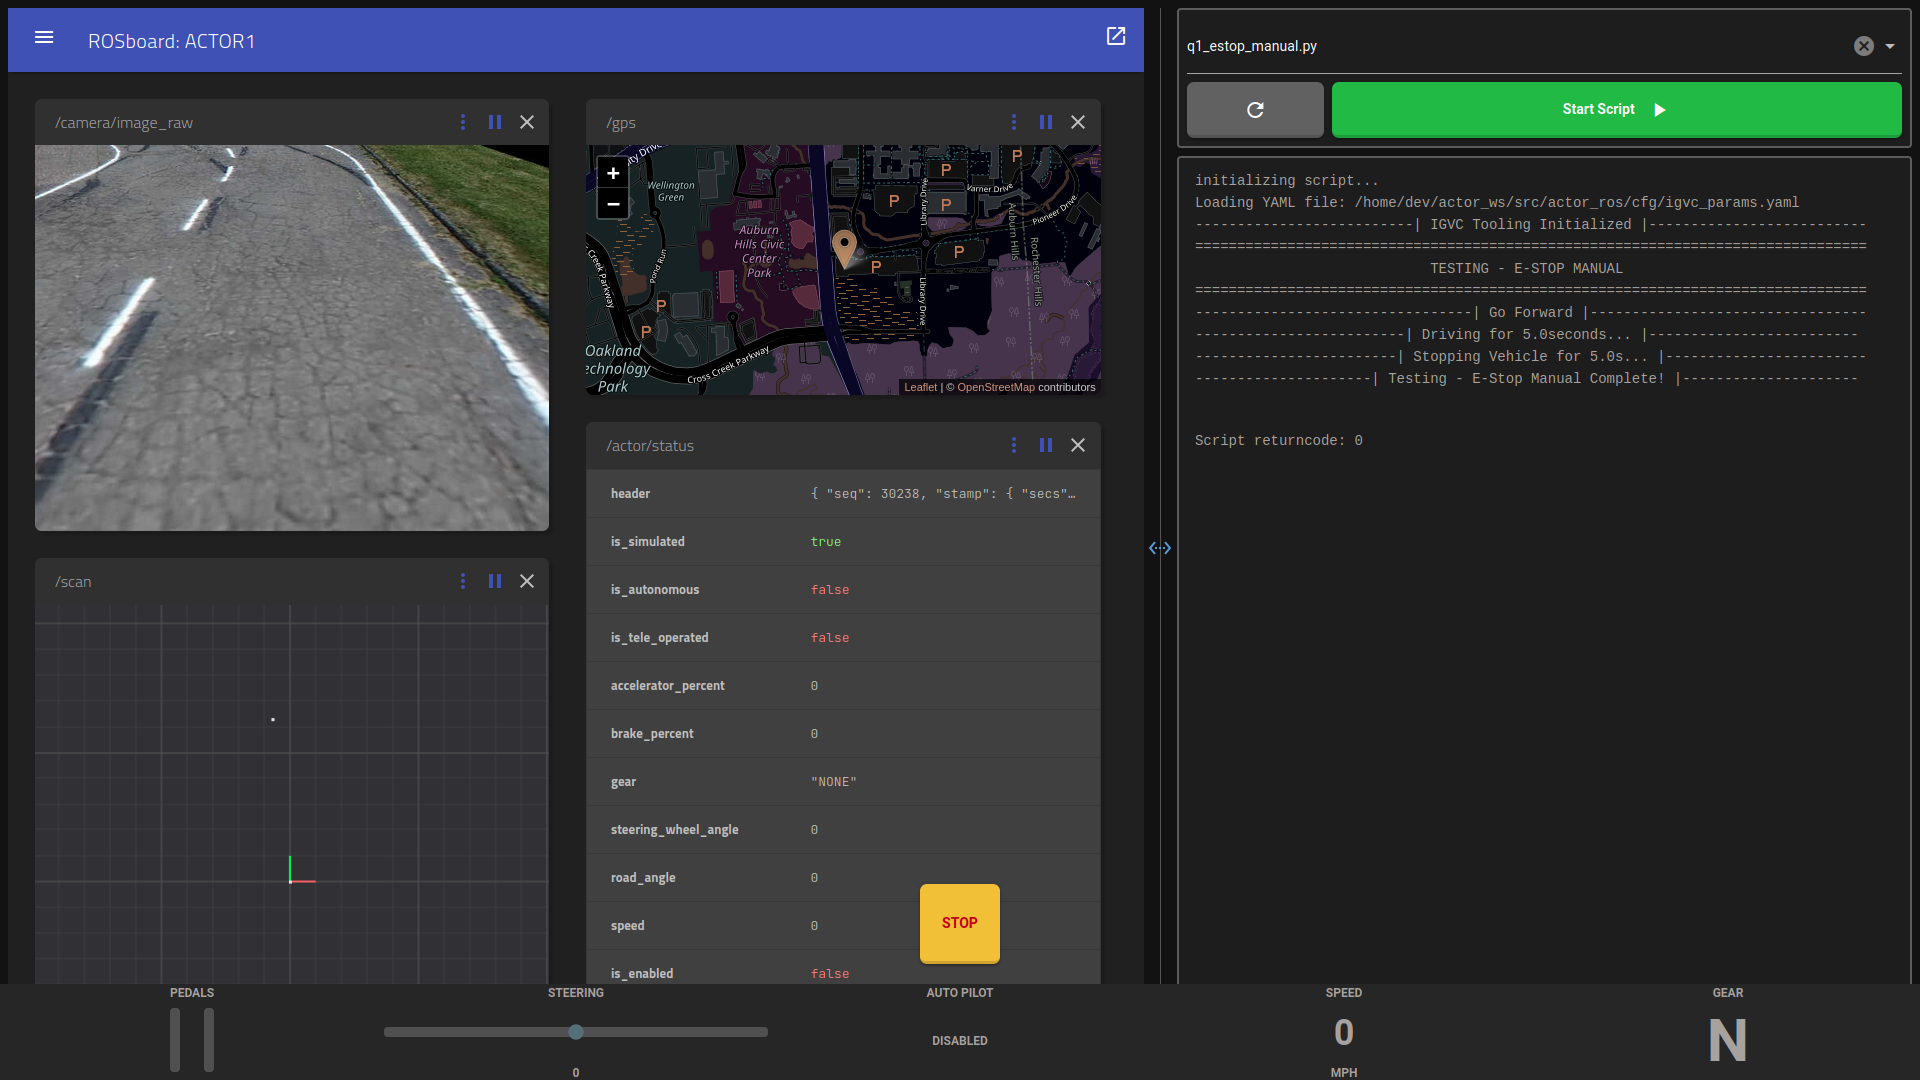 ROSboard: ACTOR1
/camera/image_raw
/scan
/gps
+
−
Wellington
Green
Auburn
Hills Civic
Center
Park
Pond Run
Creek Parkway
P
P
P
P
P
P
P
P
Library Drive
Varner Drive
Pioneer Drive
Auburn Hills
Rochester Hills
Library Drive
Oakland
Park
Cross Creek Parkway
Leaflet | © OpenStreetMap contributors
/actor/status
header { "seq": 30238, "stamp": { "secs"…
is_simulated true
is_autonomous false
is_tele_operated false
accelerator_percent 0
brake_percent 0
gear "NONE"
steering_wheel_angle 0
road_angle 0
speed 0
is_enabled false
STOP
q1_estop_manual.py
Start Script
initializing script...
Loading YAML file: /home/dev/actor_ws/src/actor_ros/cfg/igvc_params.yaml
--------------------------| IGVC Tooling Initialized |--------------------------
================================================================================
TESTING - E-STOP MANUAL
================================================================================
---------------------------------| Go Forward |---------------------------------
-------------------------| Driving for 5.0seconds... |-------------------------
------------------------| Stopping Vehicle for 5.0s... |------------------------
---------------------| Testing - E-Stop Manual Complete! |---------------------
Script returncode: 0
PEDALS
STEERING
0
AUTO PILOT
DISABLED
SPEED
0
MPH
GEAR
N